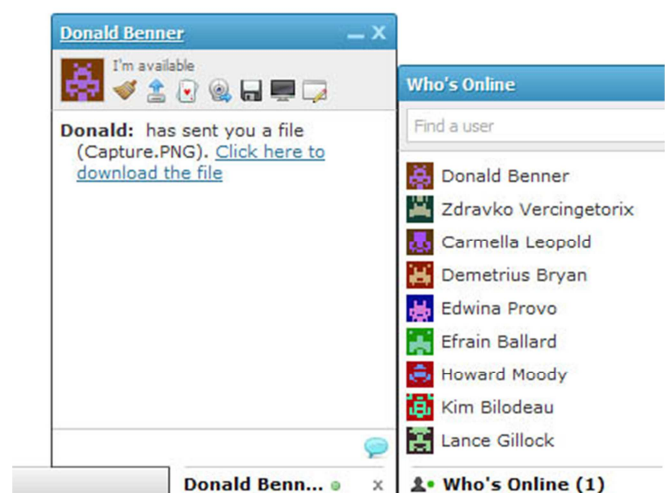 Donald Benner
I'm available
Donald: has sent you a file
(Capture.PNG). Click here to
download the file
Donald Benn... x
Who's Online
Find a user
Donald Benner
Zdravko Vercingetorix
Carmella Leopold
Demetrius Bryan
Edwina Provo
Efrain Ballard
Howard Moody
Kim Bilodeau
Lance Gillock
Who's Online (1)